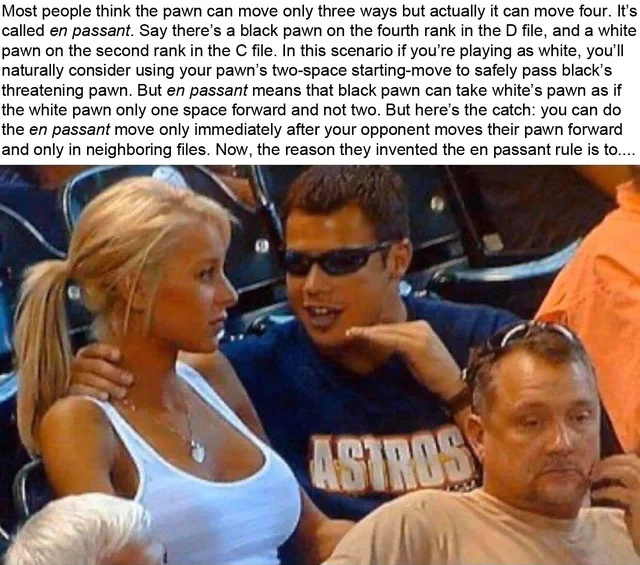 Most people think the pawn can move only three ways but actually it can move four. It's
called en passant. Say there's a black pawn on the fourth rank in the D file, and a white
pawn on the second rank in the C file. In this scenario if you're playing as white, you'll
naturally consider using your pawn's two-space starting-move to safely pass black's
threatening pawn. But en passant means that black pawn can take white's pawn as if
the white pawn only one space forward and not two. But here's the catch: you can do
the en passant move only immediately after your opponent moves their pawn forward
and only in neighboring files. Now, the reason they invented the en passant rule is to....
ASTROS